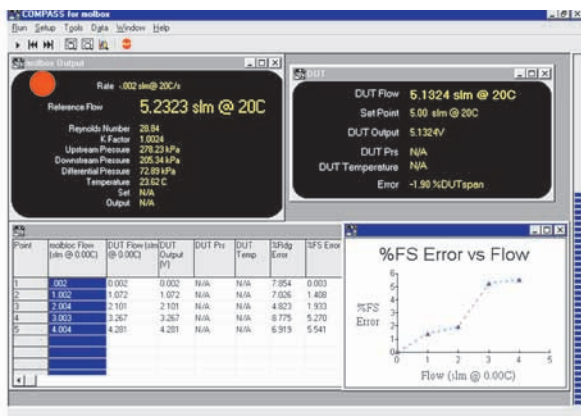 COMPASS for molbox
Run Setup Tools Data Window Help
molbox Output
Rate -.002 slm@ 20C/s
Reference Flow 5.2323 slm @ 20C
Reynolds Number 28.84
K Factor 1.0024
Upstream Pressure 278.23 kPa
Downstream Pressure 205.34 kPa
Differential Pressure 72.89 kPa
Temperature 23.62 C
Set N/A
Output N/A
DUT
DUT Flow 5.1324 slm @ 20C
Set Point 5.00 slm @ 20C
DUT Output 5.1324V
DUT Prs N/A
DUT Temperature N/A
Error -1.90 %DUTspan
Point molbloc Flow (slm @ 0.00C) DUT Flow (slm @ 0.00C) DUT Output (V) DUT Prs DUT Temp %Rdg Error %FS Error
1 .002 0.002 0.002 N/A N/A 7.854 0.003
2 1.002 1.072 1.072 N/A N/A 7.026 1.408
3 2.004 2.101 2.101 N/A N/A 4.823 1.933
4 3.003 3.267 3.267 N/A N/A 8.775 5.270
5 4.004 4.281 4.281 N/A N/A 6.919 5.541
%FS Error vs Flow
%FS Error
6
5
4
3
2
1
0
0 1 2 3 4 5
Flow (slm @ 0.00C)